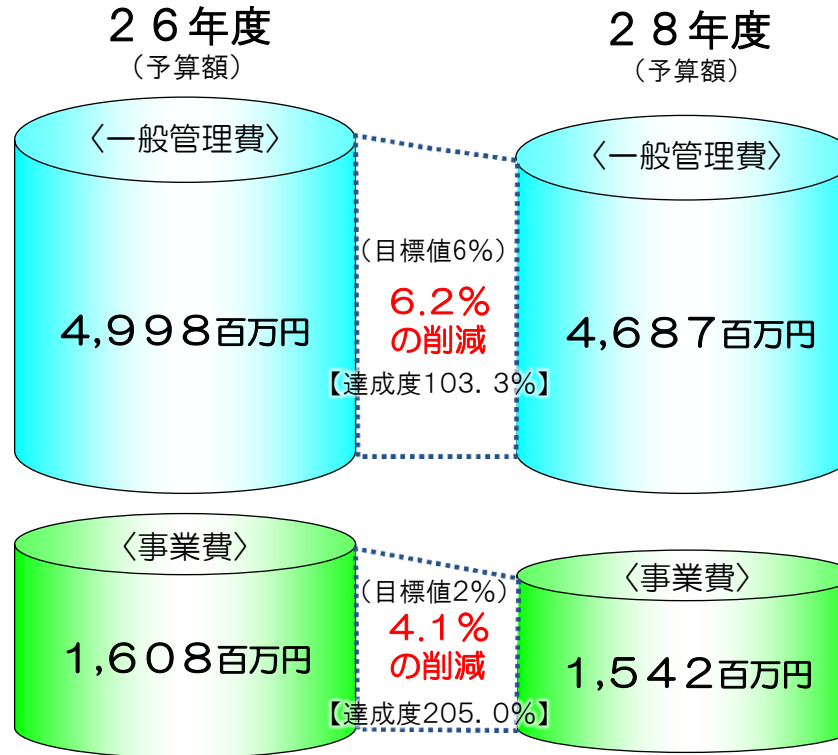 ２６年度
（予算額）
２８年度
（予算額）
〈一般管理費〉
〈一般管理費〉
（目標値6%）
6.2%
の削減
【達成度103.3%】
４,９９８百万円
４,６８７百万円
〈事業費〉
〈事業費〉
（目標値2%）
4.1%
の削減
【達成度205.0%】
１,６０８百万円
１,５４２百万円